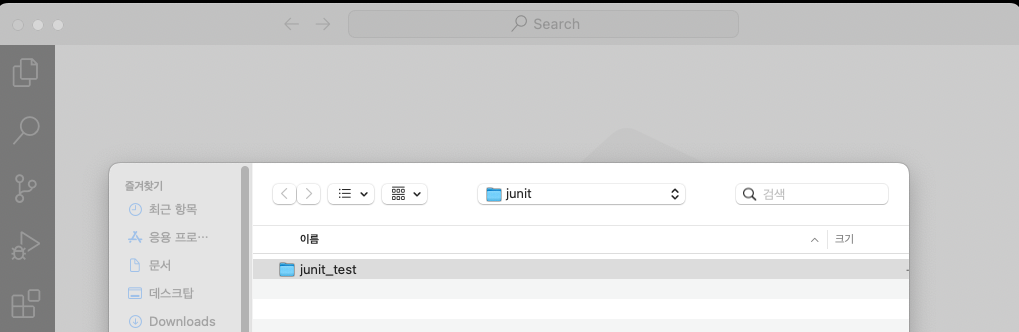 Search
즐겨찾기
최근 항목
응용 프로…
문서
데스크탑
Downloads
junit
검색
이름
크기
junit_test